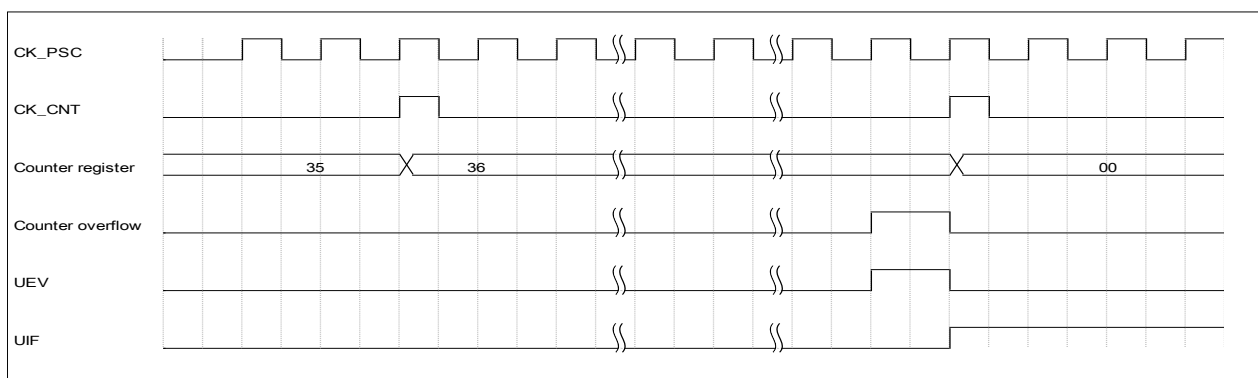 CK_PSC
CK_CNT
Counter register 35 36 00
Counter overflow
UEV
UIF